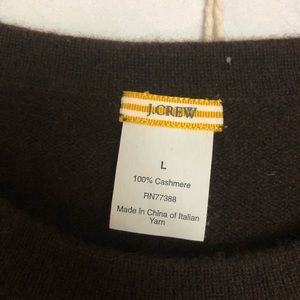 J.CREW
L
100% Cashmere
RN77388
Made in China of Italian
Yarn